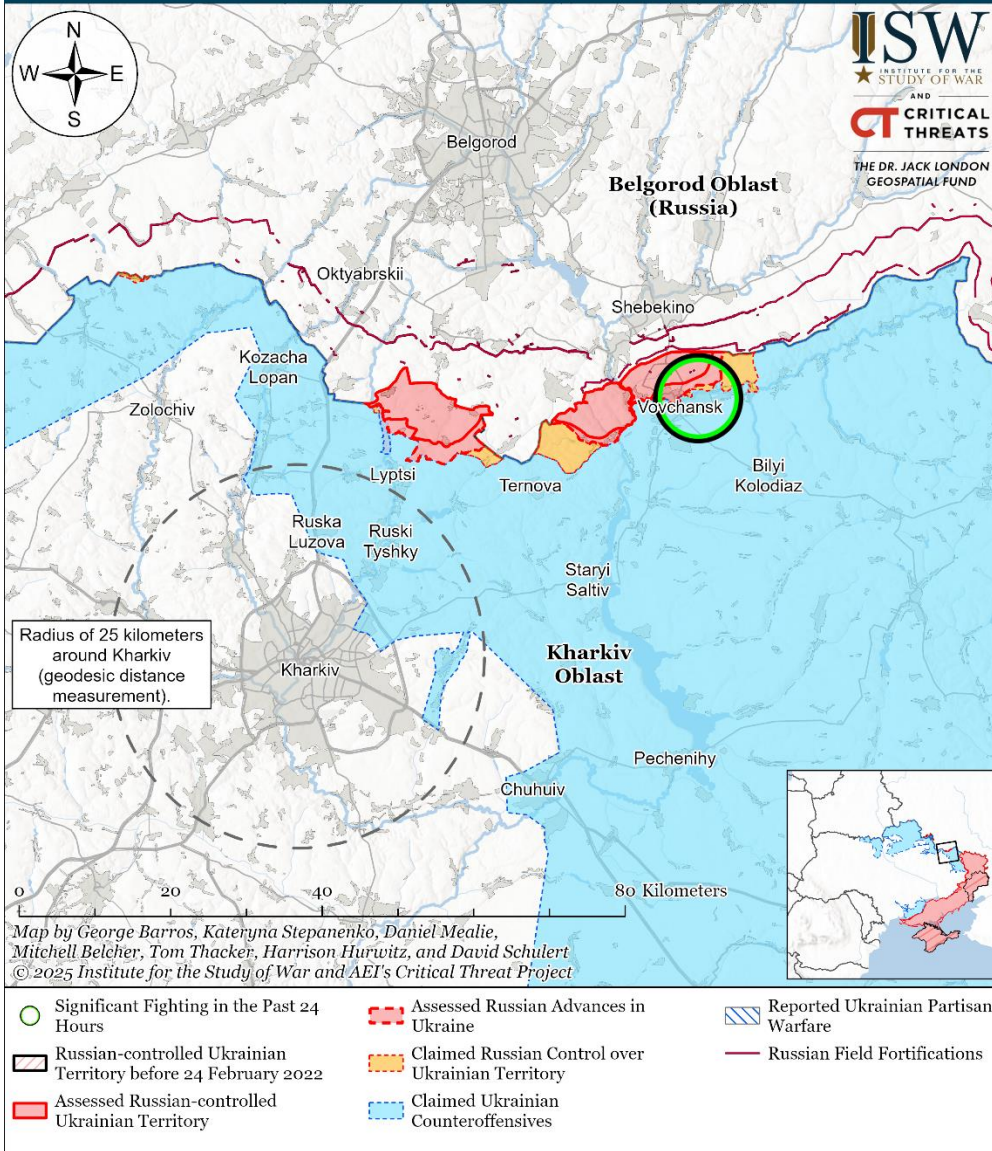 N
W E
S
ISW
INSTITUTE FOR THE
STUDY OF WAR
AND
CT CRITICAL
THREATS
THE DR. JACK LONDON
GEOSPATIAL FUND
Belgorod
Belgorod Oblast
(Russia)
Oktyabrskii
Shebekino
Kozacha
Lopan
Zolochiv
Vovchansk
Lyptsi
Ternova
Bilyi
Kolodiaz
Ruska
Luzova
Ruski
Tyshky
Staryi
Saltiv
Radius of 25 kilometers
around Kharkiv
(geodesic distance
measurement).
Kharkiv
Kharkiv
Oblast
Pechenihy
Chuhuiv
0 20 40 80 Kilometers
Map by George Barros, Kateryna Stepanenko, Daniel Mealie,
Mitchell Belcher, Tom Thacker, Harrison Hurwitz, and David Schulert
© 2025 Institute for the Study of War and AEI's Critical Threat Project
Significant Fighting in the Past 24
Hours
Russian-controlled Ukrainian
Territory before 24 February 2022
Assessed Russian-controlled
Ukrainian Territory
Assessed Russian Advances in
Ukraine
Claimed Russian Control over
Ukrainian Territory
Claimed Ukrainian
Counteroffensives
Reported Ukrainian Partisan
Warfare
Russian Field Fortifications